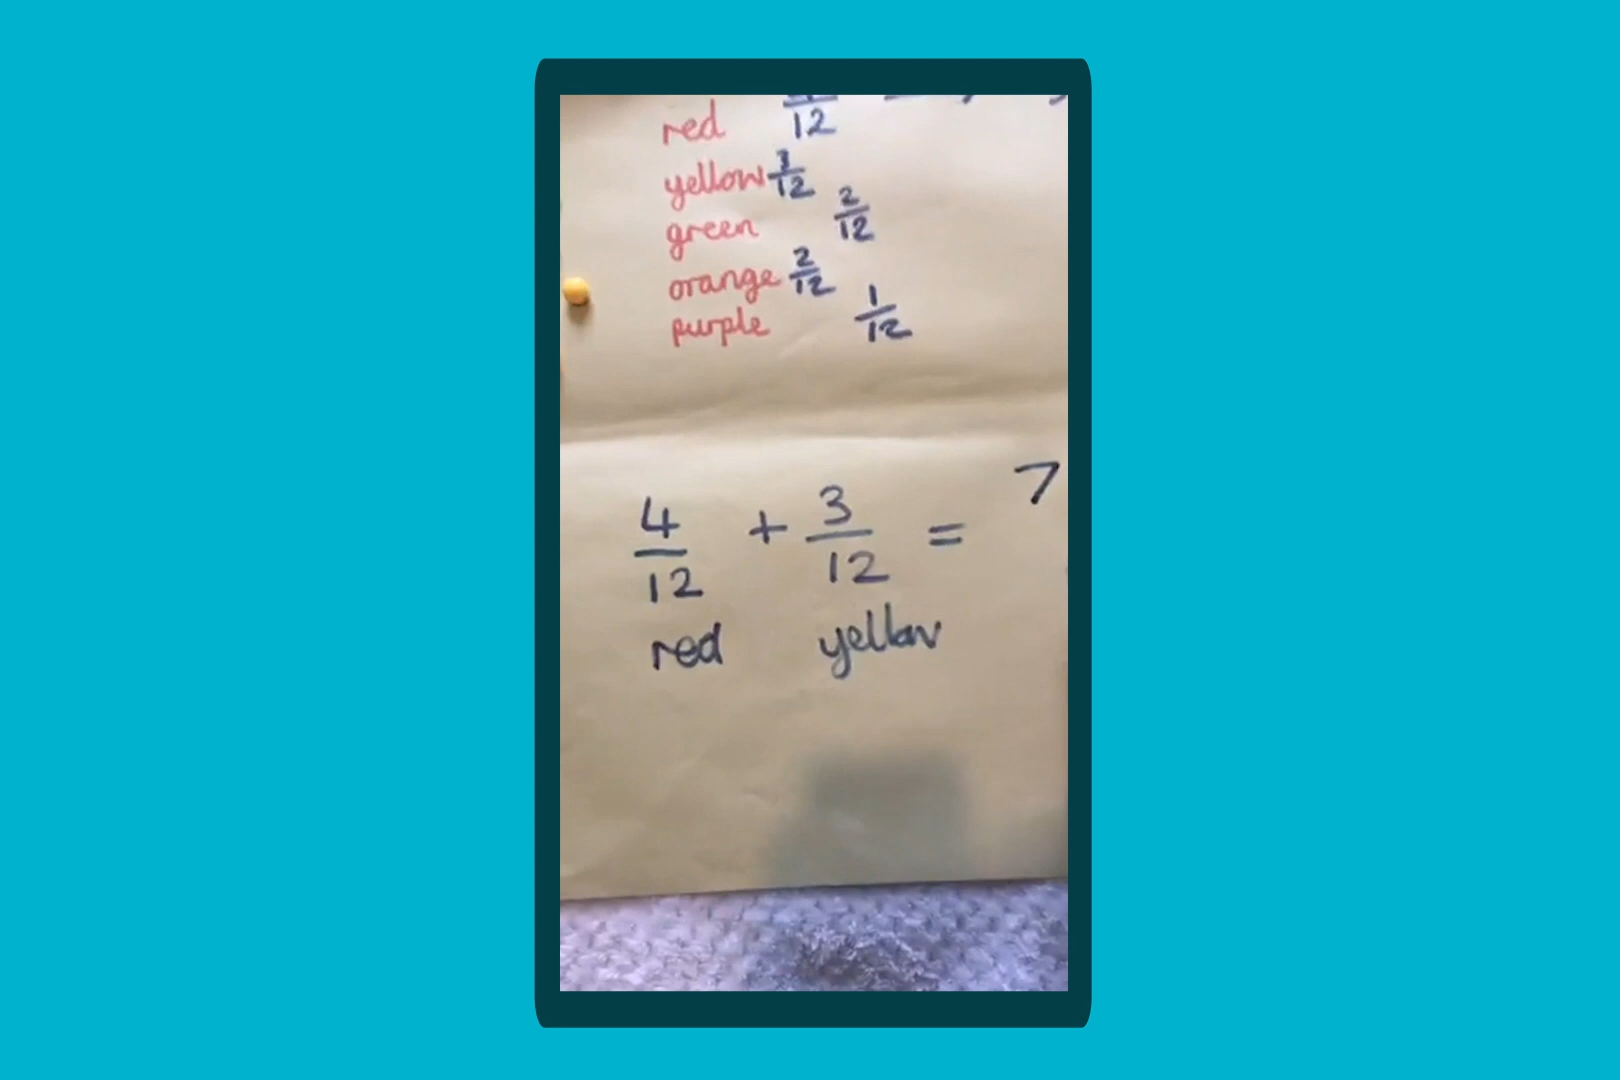 red 12
yellow 3/12
green 2/12
orange 2/12
purple 1/12
4/12 + 3/12 = 7
red yellow